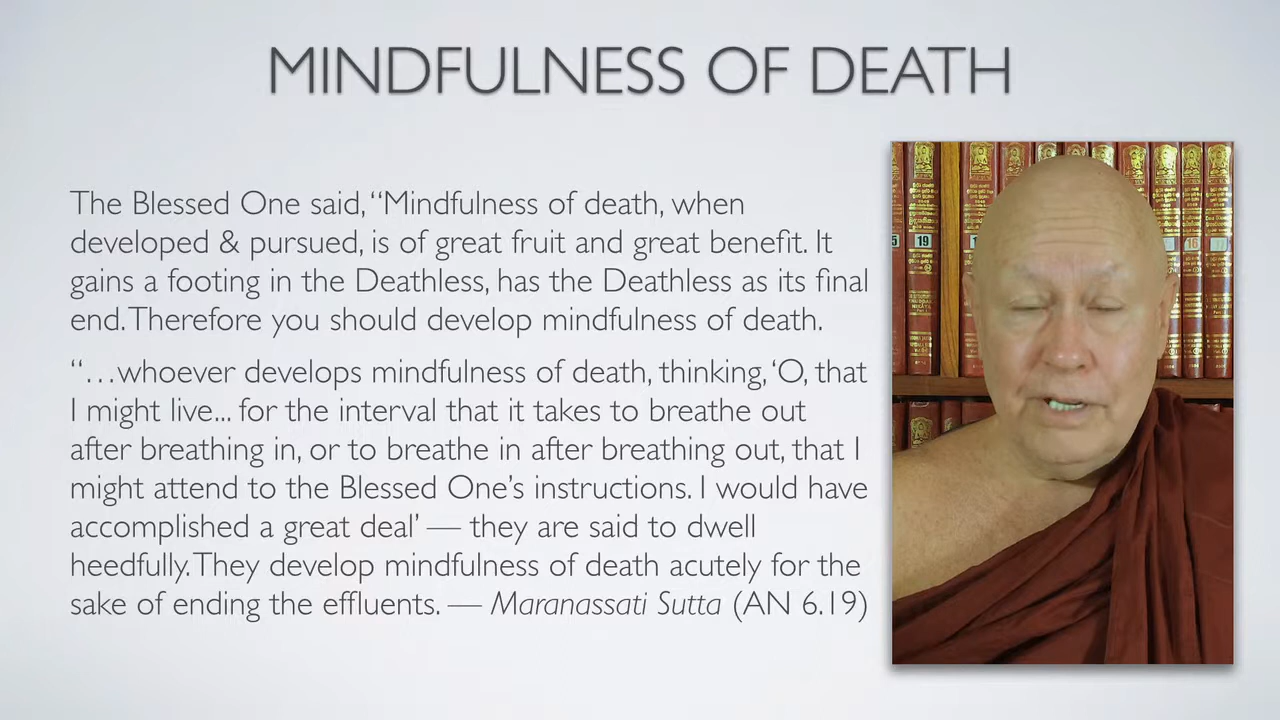 MINDFULNESS OF DEATH
The Blessed One said, “Mindfulness of death, when
developed & pursued, is of great fruit and great benefit. It
gains a footing in the Deathless, has the Deathless as its final
end. Therefore you should develop mindfulness of death.
“…whoever develops mindfulness of death, thinking, ‘O, that
I might live... for the interval that it takes to breathe out
after breathing in, or to breathe in after breathing out, that I
might attend to the Blessed One’s instructions. I would have
accomplished a great deal’ — they are said to dwell
heedfully. They develop mindfulness of death acutely for the
sake of ending the effluents. — Maranassati Sutta (AN 6.19)
19
16